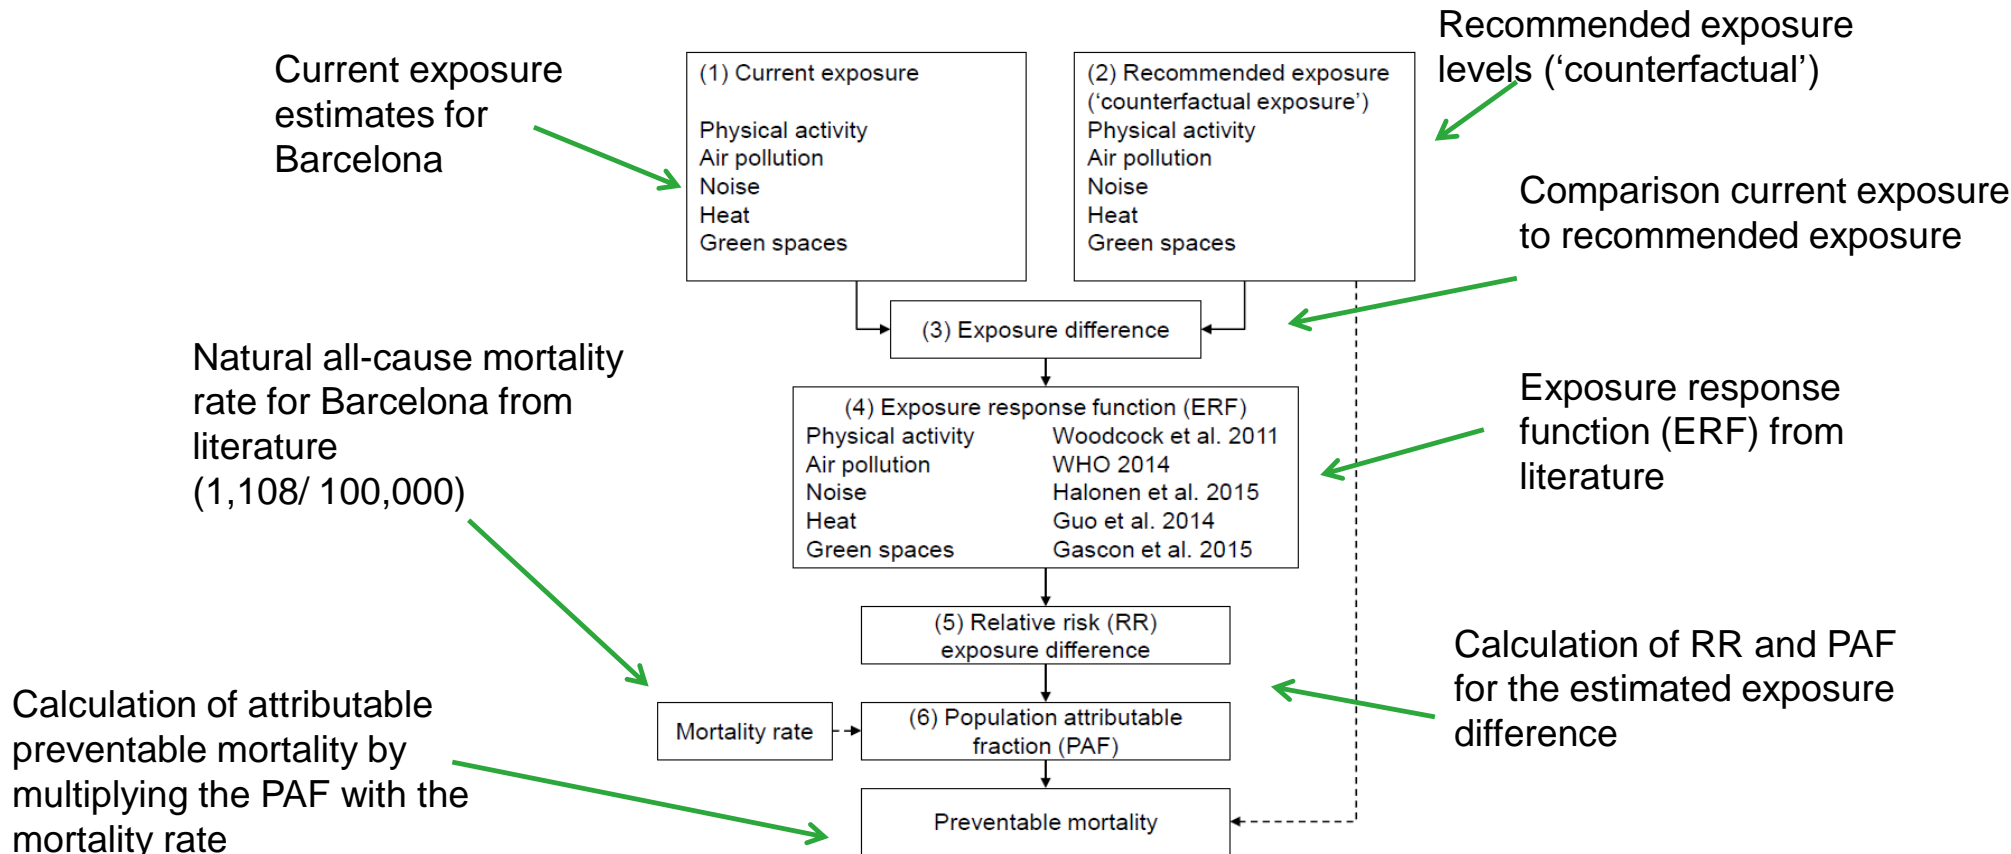 Current exposure
estimates for
Barcelona
(1) Current exposure
Physical activity
Air pollution
Noise
Heat
Green spaces
(2) Recommended exposure
(‘counterfactual exposure’)
Physical activity
Air pollution
Noise
Heat
Green spaces
Recommended exposure
levels (‘counterfactual’)
Comparison current exposure
to recommended exposure
(3) Exposure difference
Natural all-cause mortality
rate for Barcelona from
literature
(1,108/ 100,000)
(4) Exposure response function (ERF)
Physical activity Woodcock et al. 2011
Air pollution WHO 2014
Noise Halonen et al. 2015
Heat Guo et al. 2014
Green spaces Gascon et al. 2015
Exposure response
function (ERF) from
literature
(5) Relative risk (RR)
exposure difference
Calculation of RR and PAF
for the estimated exposure
difference
Mortality rate
(6) Population attributable
fraction (PAF)
Calculation of attributable
preventable mortality by
multiplying the PAF with the
mortality rate
Preventable mortality